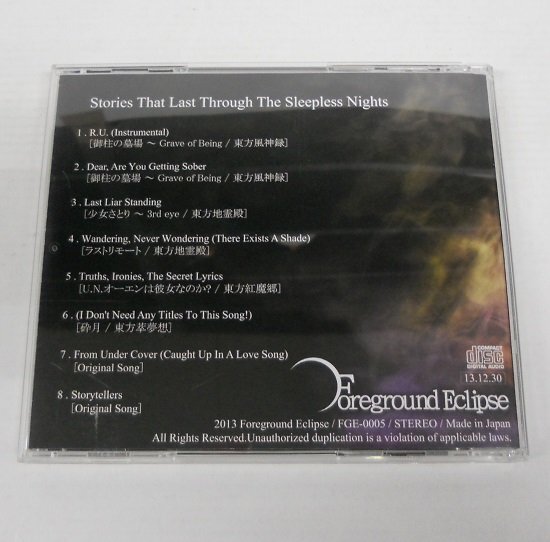 Stories That Last Through The Sleepless Nights
1 . R.U. (Instrumental)
[御柱の墓場 ～ Grave of Being / 東方風神録]
2 . Dear, Are You Getting Sober
[御柱の墓場 ～ Grave of Being / 東方風神録]
3 . Last Liar Standing
[少女さとり ～ 3rd eye / 東方地霊殿]
4 . Wandering, Never Wondering (There Exists A Shade)
[ラストリモート / 東方地霊殿]
5 . Truths, Ironies, The Secret Lyrics
[U.N.オーエンは彼女なのか? / 東方紅魔郷]
6 . (I Don't Need Any Titles To This Song!)
[砕月 / 東方萃夢想]
7 . From Under Cover (Caught Up In A Love Song)
[Original Song]
8 . Storytellers
[Original Song]
COMPACT
disc
DIGITAL AUDIO
13.12.30
Foreground Eclipse
2013 Foreground Eclipse / FGE-0005 / STEREO / Made in Japan
All Rights Reserved.Unauthorized duplication is a violation of applicable laws.